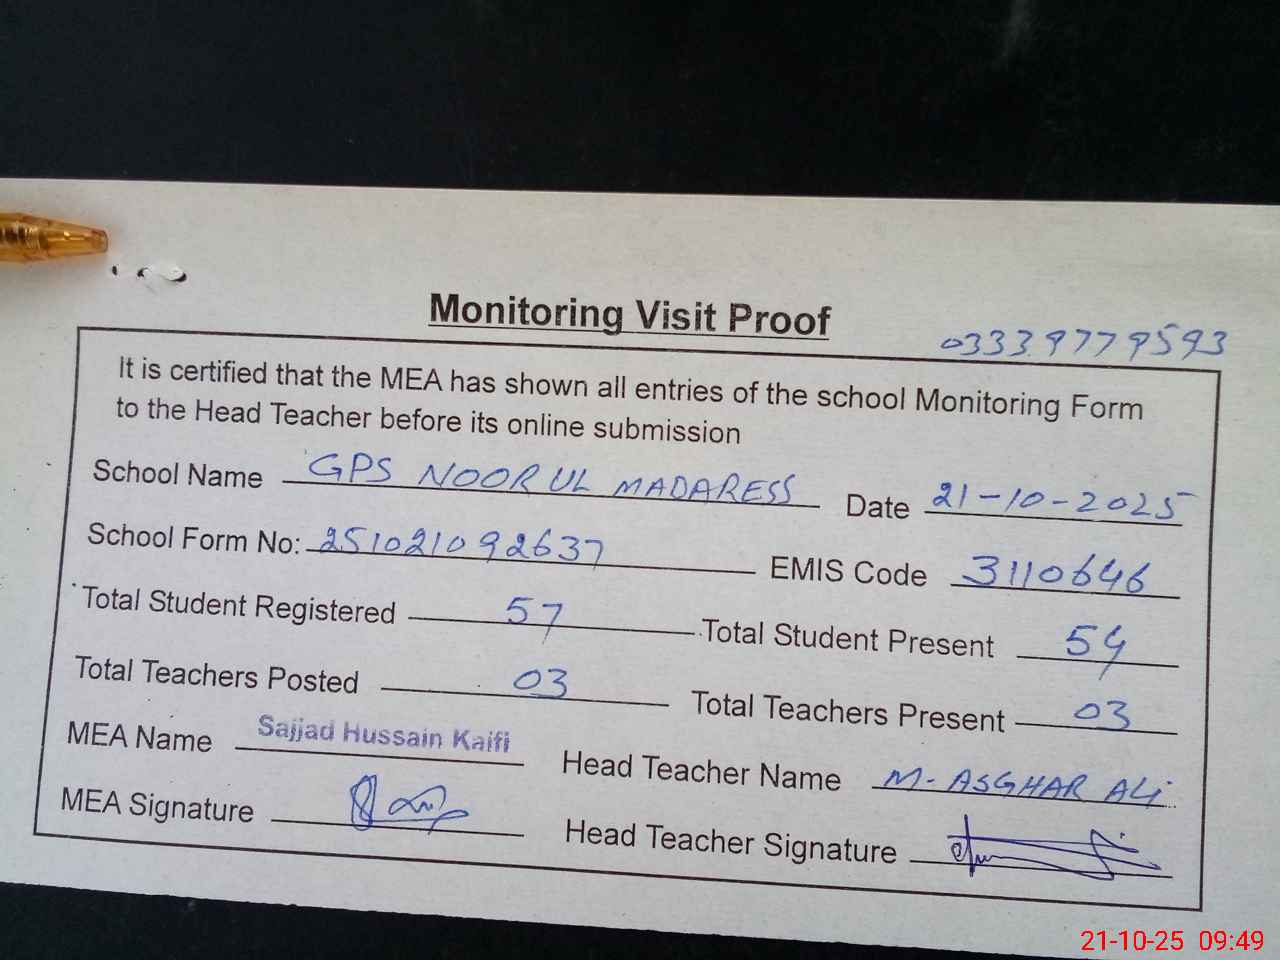 Monitoring Visit Proof
03339779593
It is certified that the MEA has shown all entries of the school Monitoring Form
to the Head Teacher before its online submission
School Name GPS NOOR UL MADARESS Date 21-10-2025
School Form No: 251021092637 EMIS Code 3110646
Total Student Registered 57 Total Student Present 54
Total Teachers Posted 03 Total Teachers Present 03
MEA Name Sajjad Hussain Kaifi Head Teacher Name M- ASGHAR ALi
MEA Signature Head Teacher Signature
21-10-25 09:49